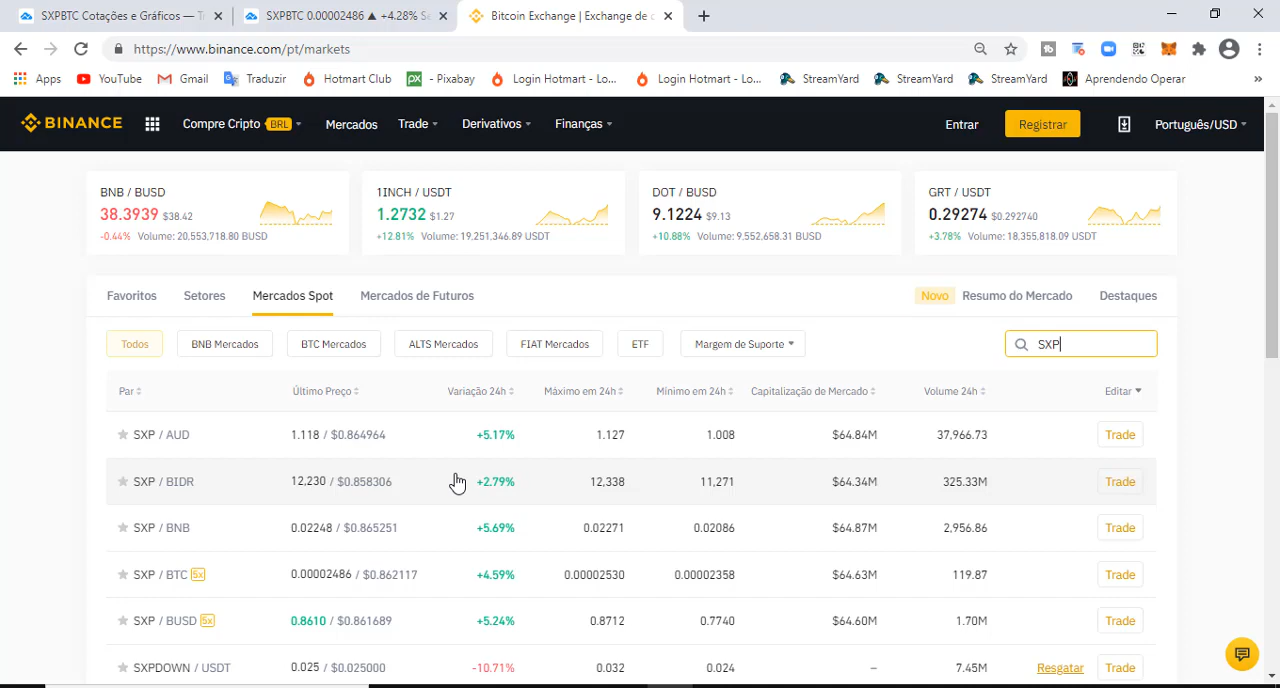 SXPBTC Cotações e Gráficos — T
SXPBTC 0.00002486 ▲ +4.28% Se
Bitcoin Exchange | Exchange de c
https://www.binance.com/pt/markets
Apps YouTube Gmail Traduzir Hotmart Club - Pixabay Login Hotmart - Lo... Login Hotmart - Lo... StreamYard StreamYard StreamYard Aprendendo Operar »
BINANCE Compre Cripto BRL Mercados Trade Derivativos Finanças Entrar Registrar Português/USD
BNB / BUSD
38.3939 $38.42
-0.44% Volume: 20,553,718.80 BUSD
1INCH / USDT
1.2732 $1.27
+12.81% Volume: 19,251,346.89 USDT
DOT / BUSD
9.1224 $9.13
+10.88% Volume: 9,552,658.31 BUSD
GRT / USDT
0.29274 $0.292740
+3.78% Volume: 18,355,818.09 USDT
Favoritos Setores Mercados Spot Mercados de Futuros Novo Resumo do Mercado Destaques
Todos BNB Mercados BTC Mercados ALTS Mercados FIAT Mercados ETF Margem de Suporte SXP
Par Último Preço Variação 24h Máximo em 24h Mínimo em 24h Capitalização de Mercado Volume 24h Editar
SXP / AUD 1.118 / $0.864964 +5.17% 1.127 1.008 $64.84M 37,966.73 Trade
SXP / BIDR 12,230 / $0.858306 +2.79% 12,338 11,271 $64.34M 325.33M Trade
SXP / BNB 0.02248 / $0.865251 +5.69% 0.02271 0.02086 $64.87M 2,956.86 Trade
SXP / BTC 5x 0.00002486 / $0.862117 +4.59% 0.00002530 0.00002358 $64.63M 119.87 Trade
SXP / BUSD 5x 0.8610 / $0.861689 +5.24% 0.8712 0.7740 $64.60M 1.70M Trade
SXPDOWN / USDT 0.025 / $0.025000 -10.71% 0.032 0.024 – 7.45M Resgatar Trade